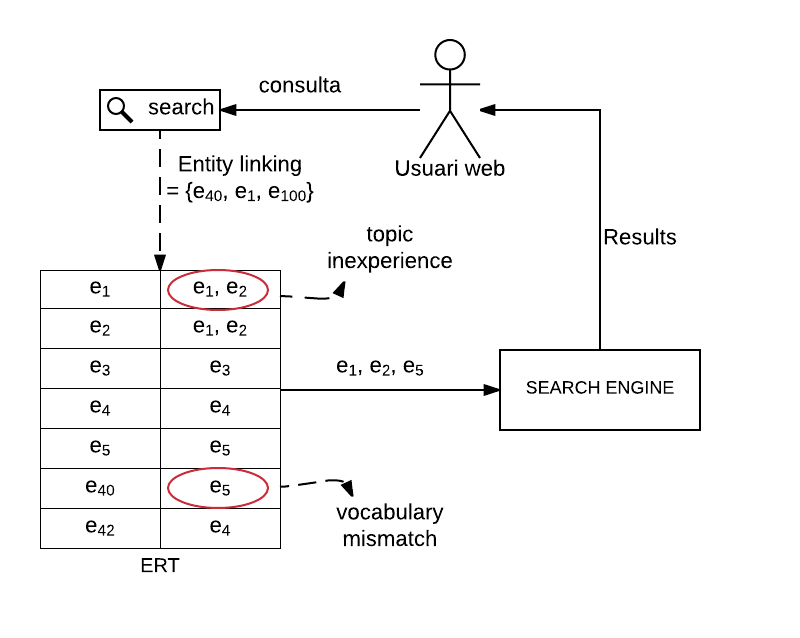 consulta
search
Usuari web
Entity linking
= {e40, e1, e100}
topic
inexperience
Results
e1 e1, e2
e2 e1, e2
e3 e3
e4 e4
e5 e5
e40 e5
e42 e4
ERT
e1, e2, e5
SEARCH ENGINE
vocabulary
mismatch